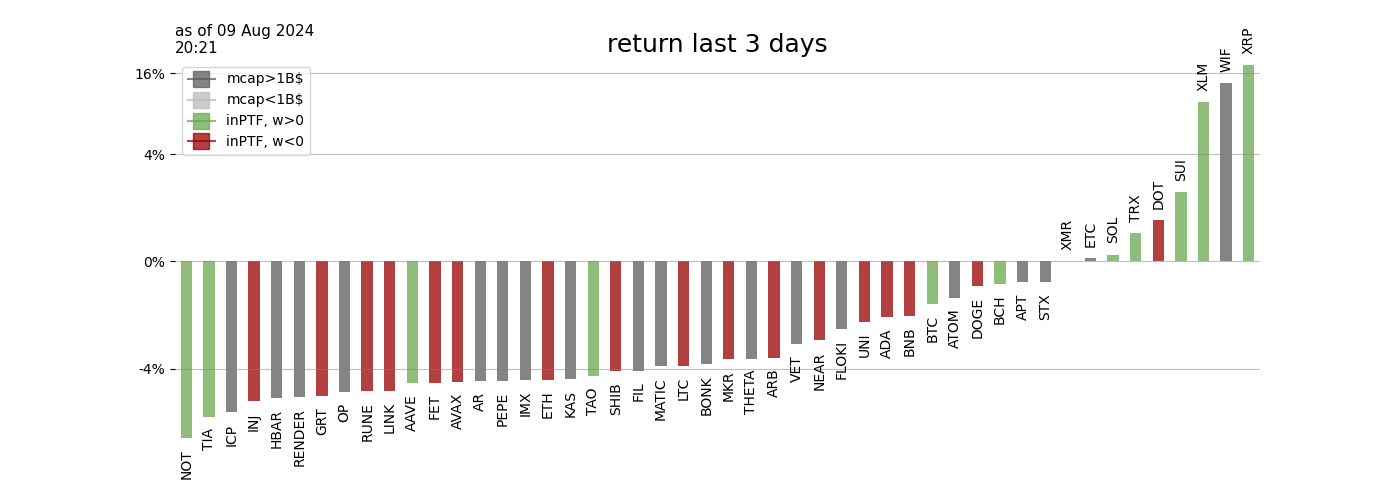 as of 09 Aug 2024
20:21
return last 3 days
16%
4%
0%
-4%
mcap>1B$
mcap<1B$
inPTF, w>0
inPTF, w<0
NOT
TIA
ICP
INJ
HBAR
RENDER
GRT
OP
RUNE
LINK
AAVE
FET
AVAX
AR
PEPE
IMX
ETH
KAS
TAO
SHIB
FIL
MATIC
LTC
BONK
MKR
THETA
ARB
VET
NEAR
FLOKI
UNI
ADA
BNB
BTC
ATOM
DOGE
BCH
APT
STX
XMR
ETC
SOL
TRX
DOT
SUI
XLM
WIF
XRP